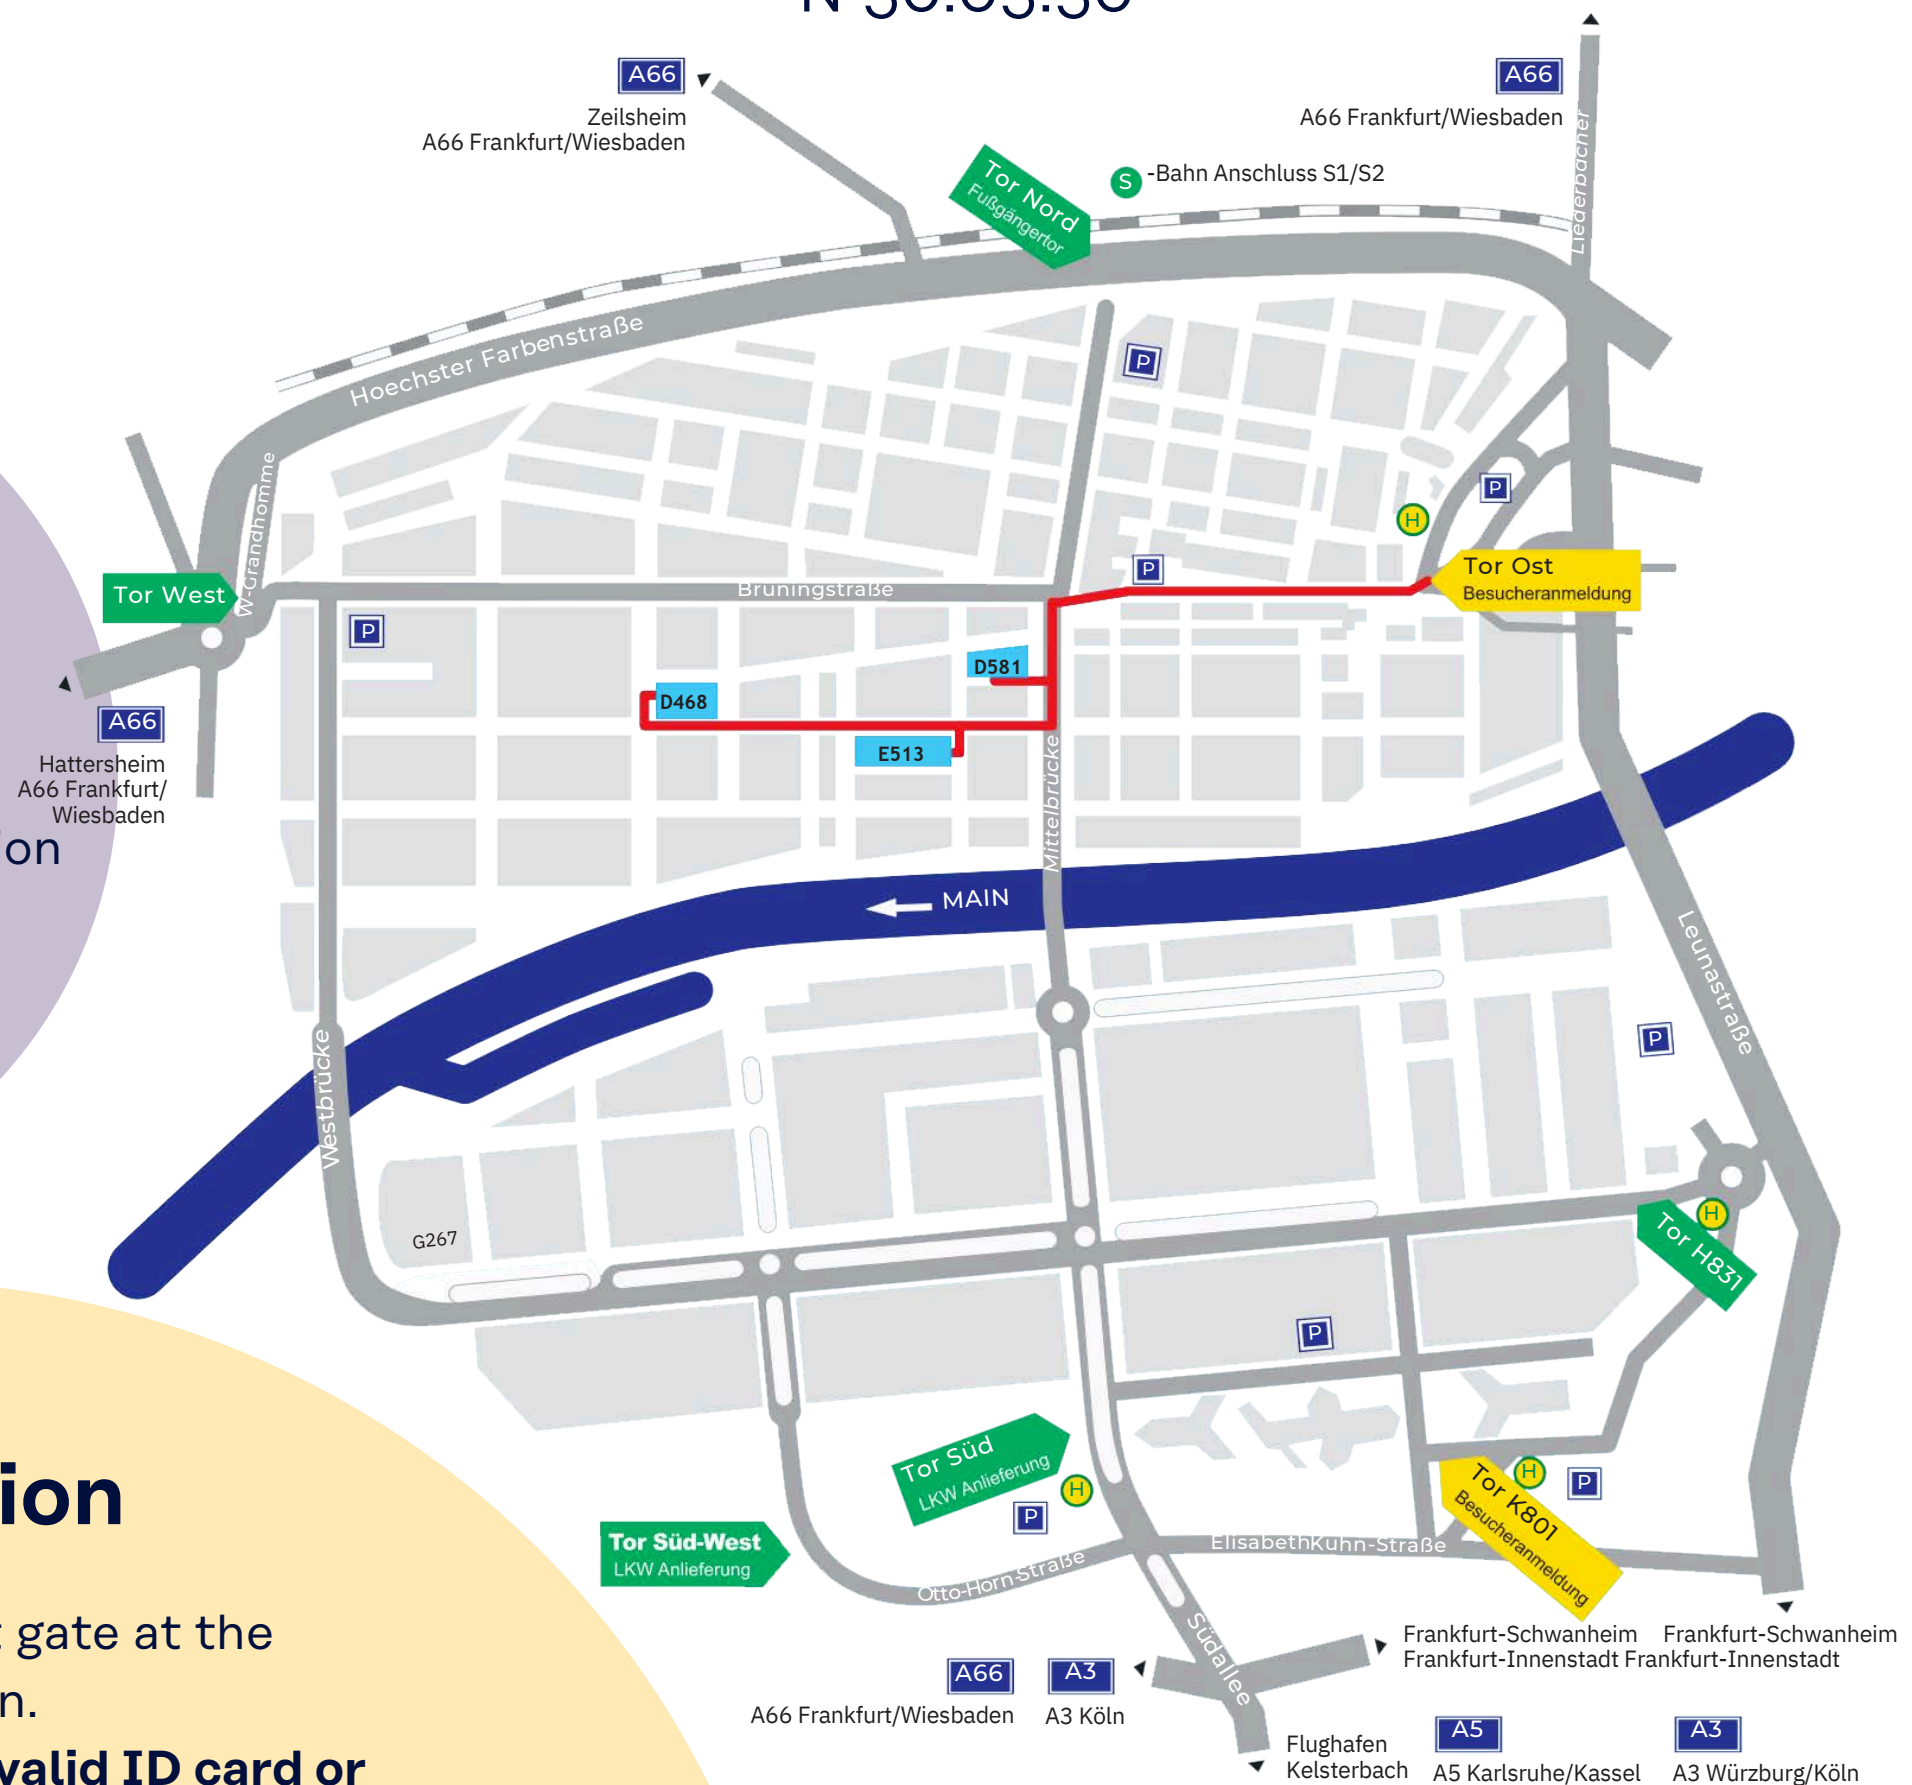 A66
Zeilsheim
A66 Frankfurt/Wiesbaden
A66
A66 Frankfurt/Wiesbaden
Liederbacher
Tor Nord
Fußgängertor
S -Bahn Anschluss S1/S2
Hoechster Farbenstraße
P
W-Grandhomme
P
H
Tor West
Brüningstraße
P
Tor Ost
Besucheranmeldung
P
D581
D468
E513
A66
Hattersheim
A66 Frankfurt/
Wiesbaden
on
Mittelbrücke
MAIN
Leunastraße
P
Westbrücke
G267
H
Tor H831
P
Tor Süd
LKW Anlieferung
H
P
Tor K801
Besucheranmeldung
H
P
Tor Süd-West
LKW Anlieferung
Otto-Horn-Straße
ElisabethKuhn-Straße
Südallee
ion
gate at the
n.
valid ID card or
Frankfurt-Schwanheim Frankfurt-Schwanheim
Frankfurt-Innenstadt Frankfurt-Innenstadt
A66
A66 Frankfurt/Wiesbaden
A3
A3 Köln
Flughafen
Kelsterbach
A5
A5 Karlsruhe/Kassel
A3
A3 Würzburg/Köln